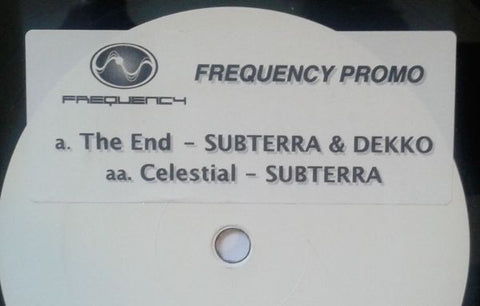 FREQUENCY PROMO
FREQUENCY
a. The End – SUBTERRA & DEKKO
aa. Celestial – SUBTERRA